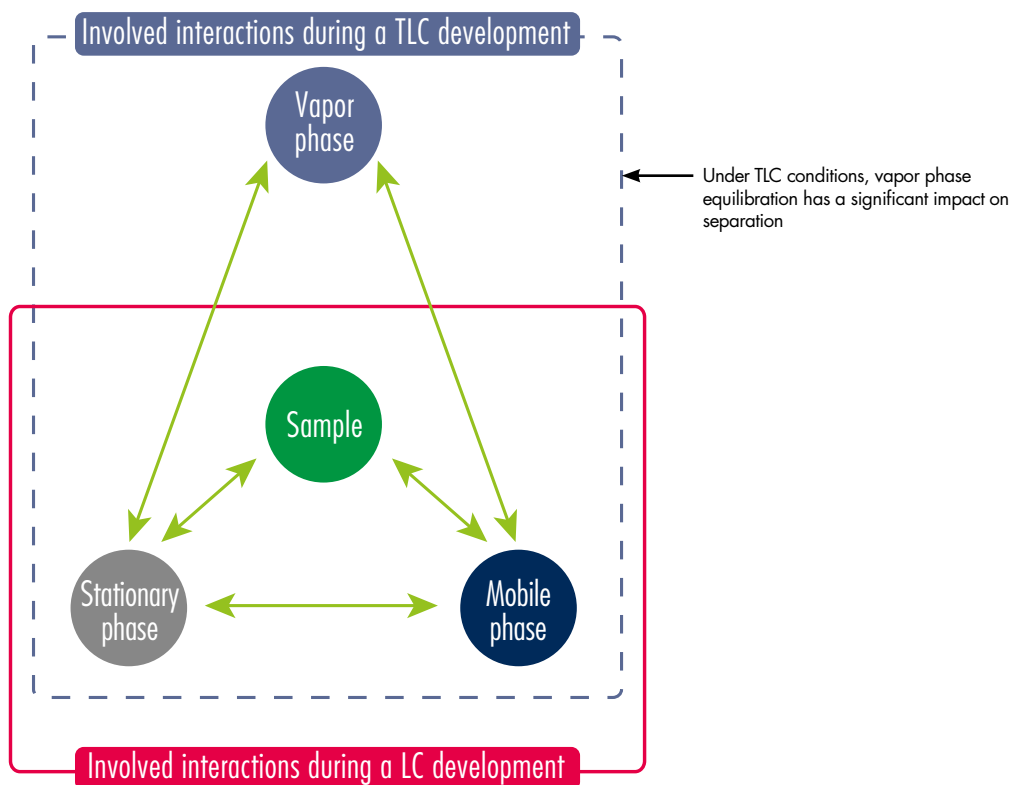 Involved interactions during a TLC development
Vapor
phase
Under TLC conditions, vapor phase
equilibration has a significant impact on
separation
Sample
Stationary
phase
Mobile
phase
Involved interactions during a LC development